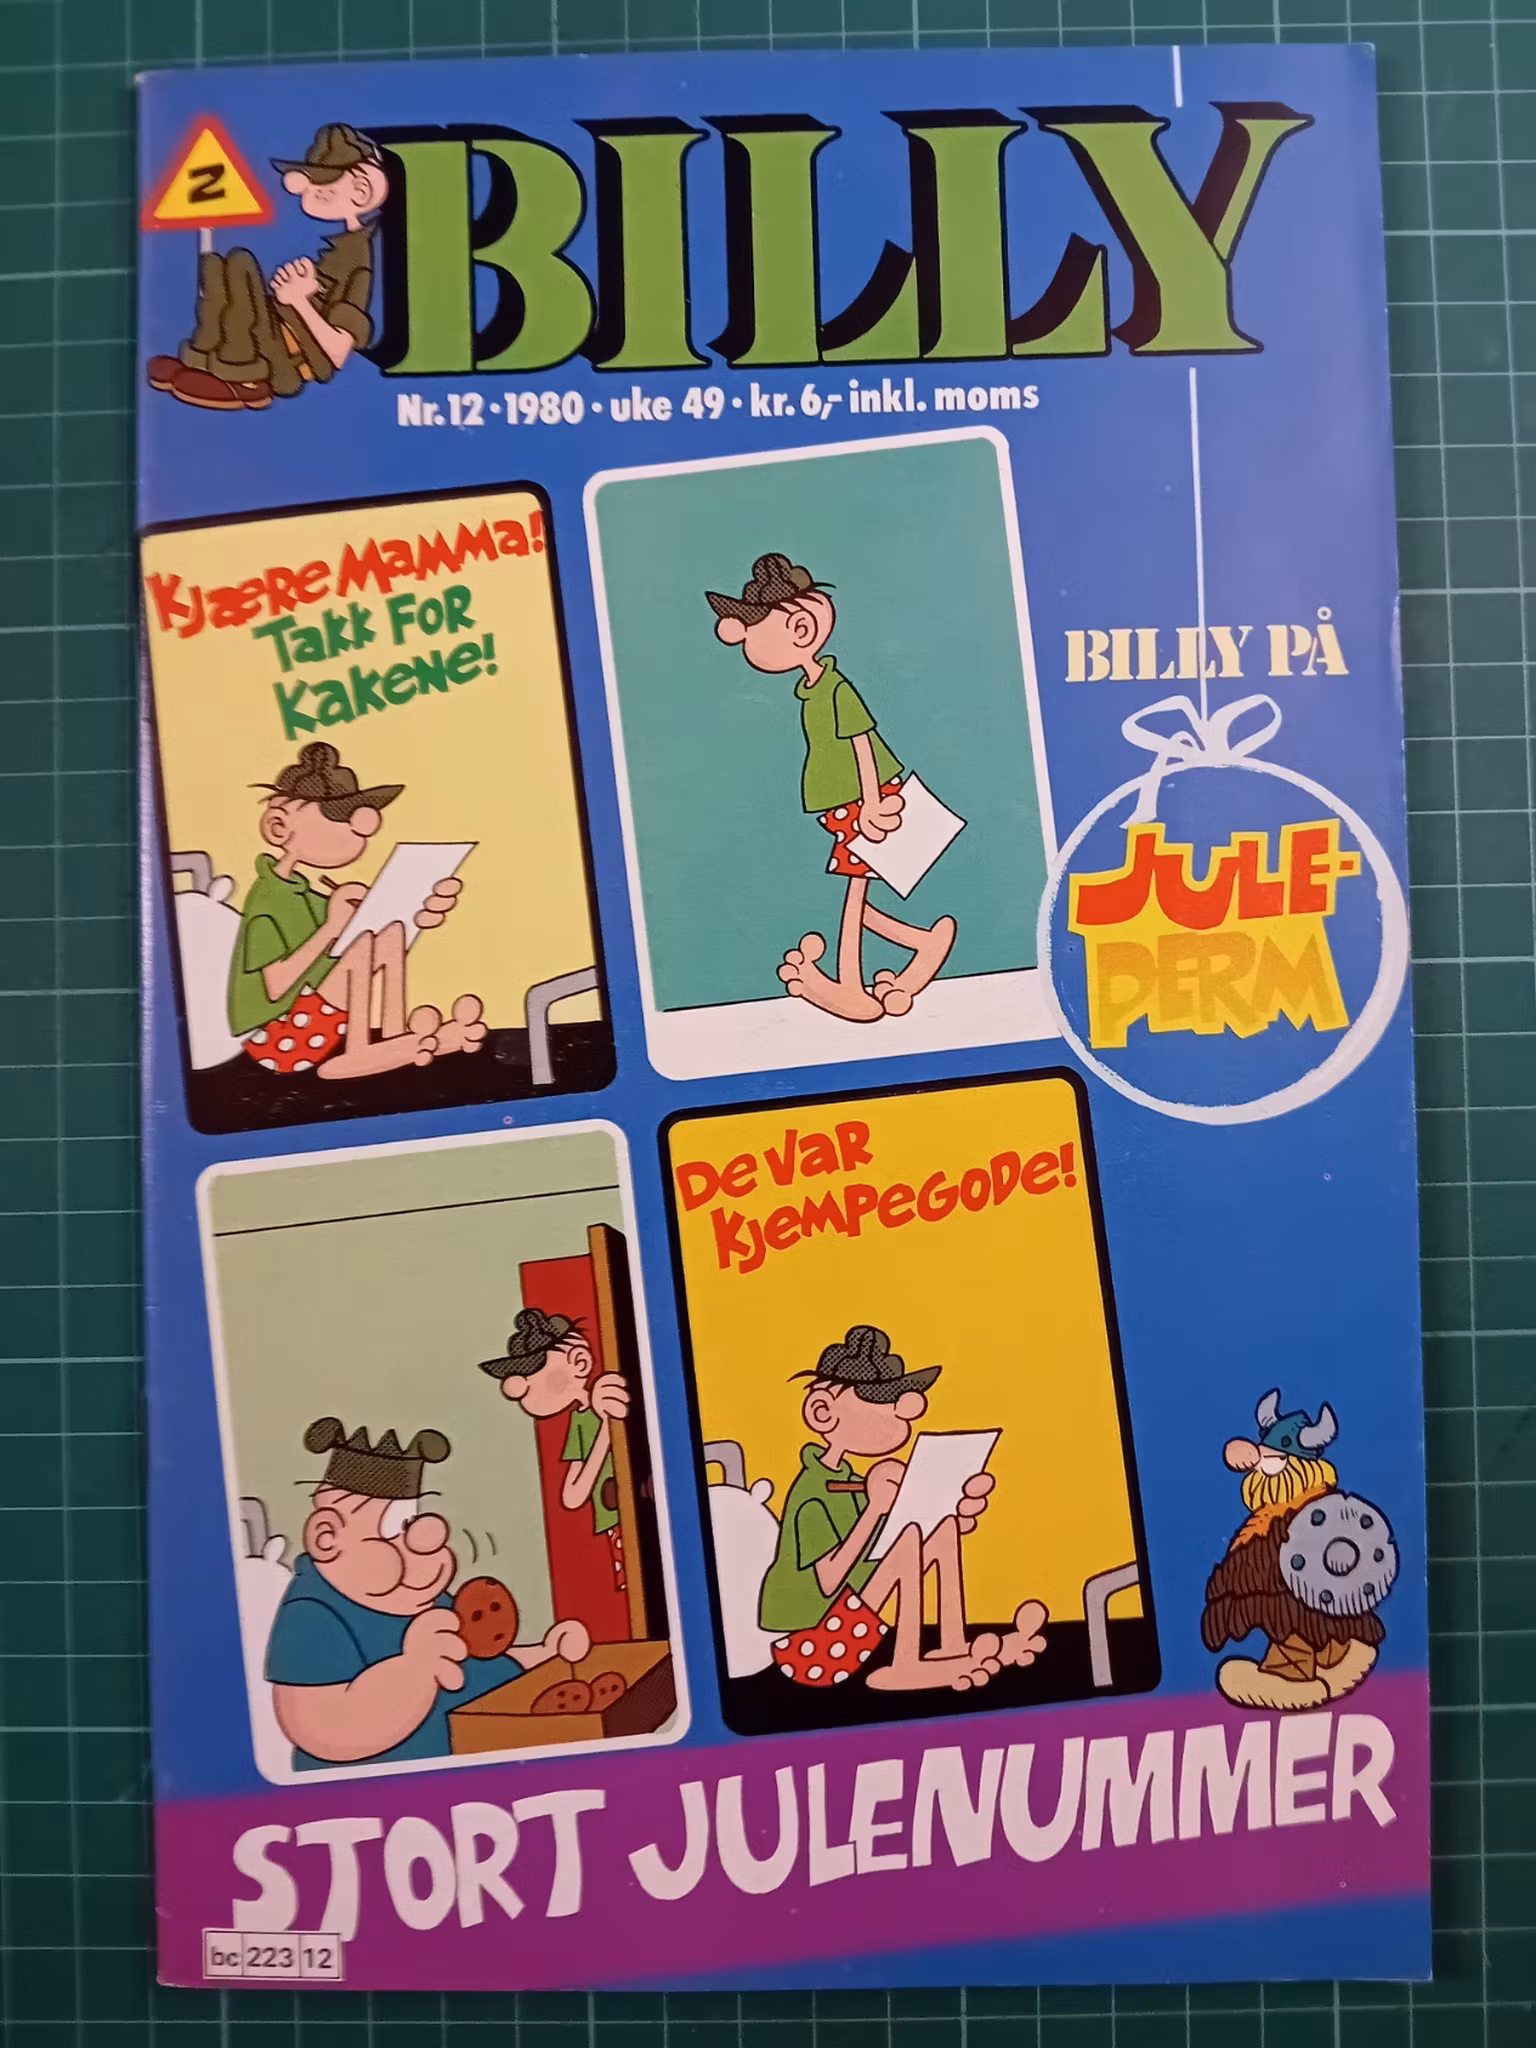 Z
BILLY
Nr.12 · 1980 · uke 49 · kr. 6,- inkl. moms
Kjære Mamma!
Takk for
kakene!
BILLY PÅ
JULE-
PERM
De var
kjempegode!
STORT JULENUMMER
bc 223 12